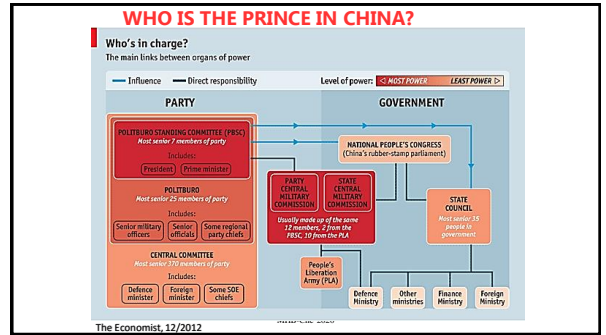 WHO IS THE PRINCE IN CHINA?
Who's in charge?
The main links between organs of power
Influence
Direct responsibility
Level of power:
◁ MOST POWER
LEAST POWER ▷
PARTY
GOVERNMENT
POLITBURO STANDING COMMITTEE (PBSC)
Most senior 7 members of party
Includes:
President
Prime minister
POLITBURO
Most senior 25 members of party
Includes:
Senior military
officers
Senior
officials
Some regional
party chiefs
CENTRAL COMMITTEE
Most senior 370 members of party
Includes:
Defence
minister
Foreign
minister
Some SOE
chiefs
NATIONAL PEOPLE'S CONGRESS
(China's rubber-stamp parliament)
PARTY
CENTRAL
MILITARY
COMMISSION
STATE
CENTRAL
MILITARY
COMMISSION
Usually made up of the same
12 members, 2 from the
PBSC, 10 from the PLA
STATE
COUNCIL
Most senior 35
people in
government
People's
Liberation
Army (PLA)
Defence
Ministry
Other
ministries
Finance
Ministry
Foreign
Ministry
The Economist, 12/2012